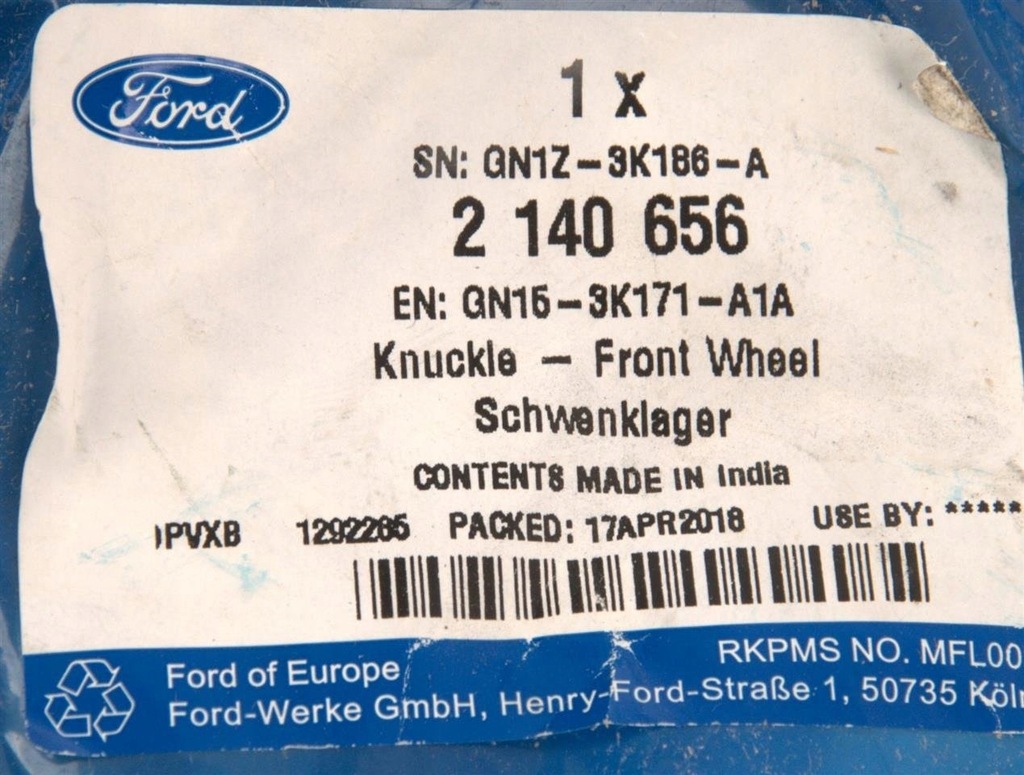 Ford
1 x
SN: GN1Z-3K186-A
2 140 656
EN: GN15-3K171-A1A
Knuckle - Front Wheel
Schwenklager
CONTENTS MADE IN India
PVXB 1292285 PACKED: 17APR2018 USE BY: *****
RKPMS NO. MFL00
Ford of Europe
Ford-Werke GmbH, Henry-Ford-Straße 1, 50735 Köln